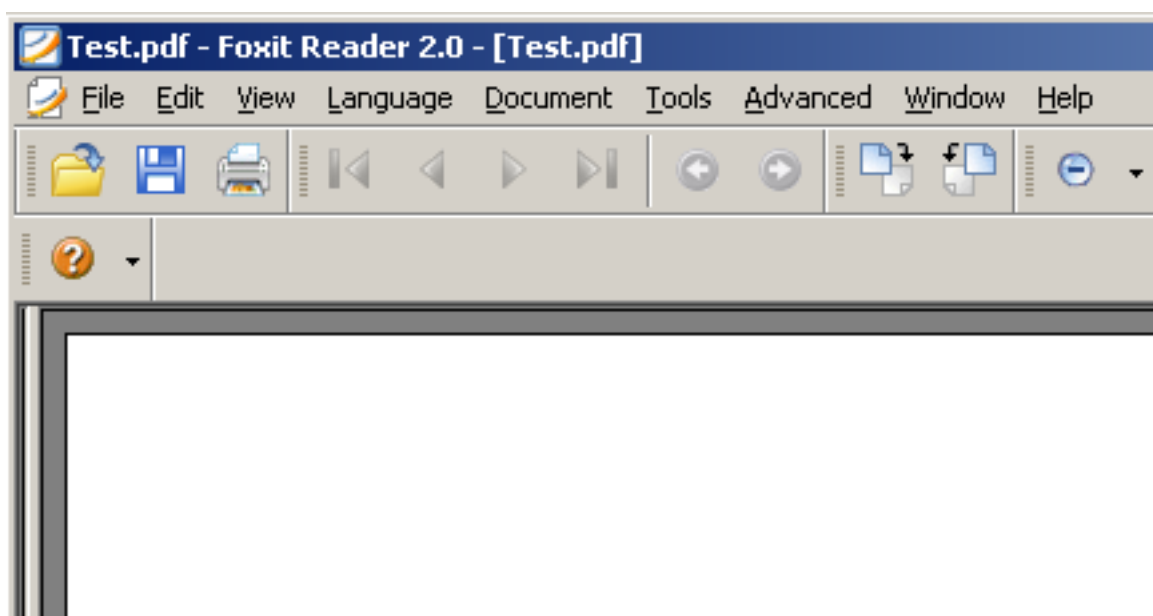 Test.pdf - Foxit Reader 2.0 - [Test.pdf]
File Edit View Language Document Tools Advanced Window Help